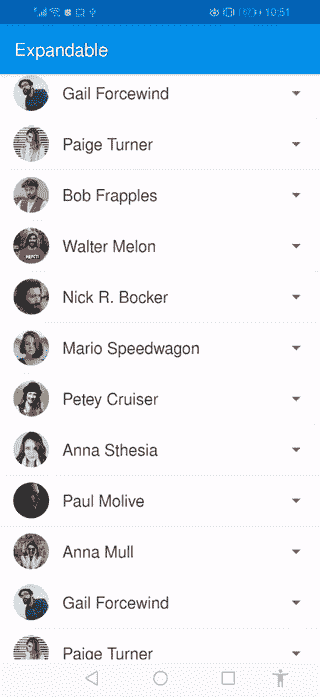 10:51
Expandable
Gail Forcewind
Paige Turner
Bob Frapples
Walter Melon
Nick R. Bocker
Mario Speedwagon
Petey Cruiser
Anna Sthesia
Paul Molive
Anna Mull
Gail Forcewind
Paige Turner